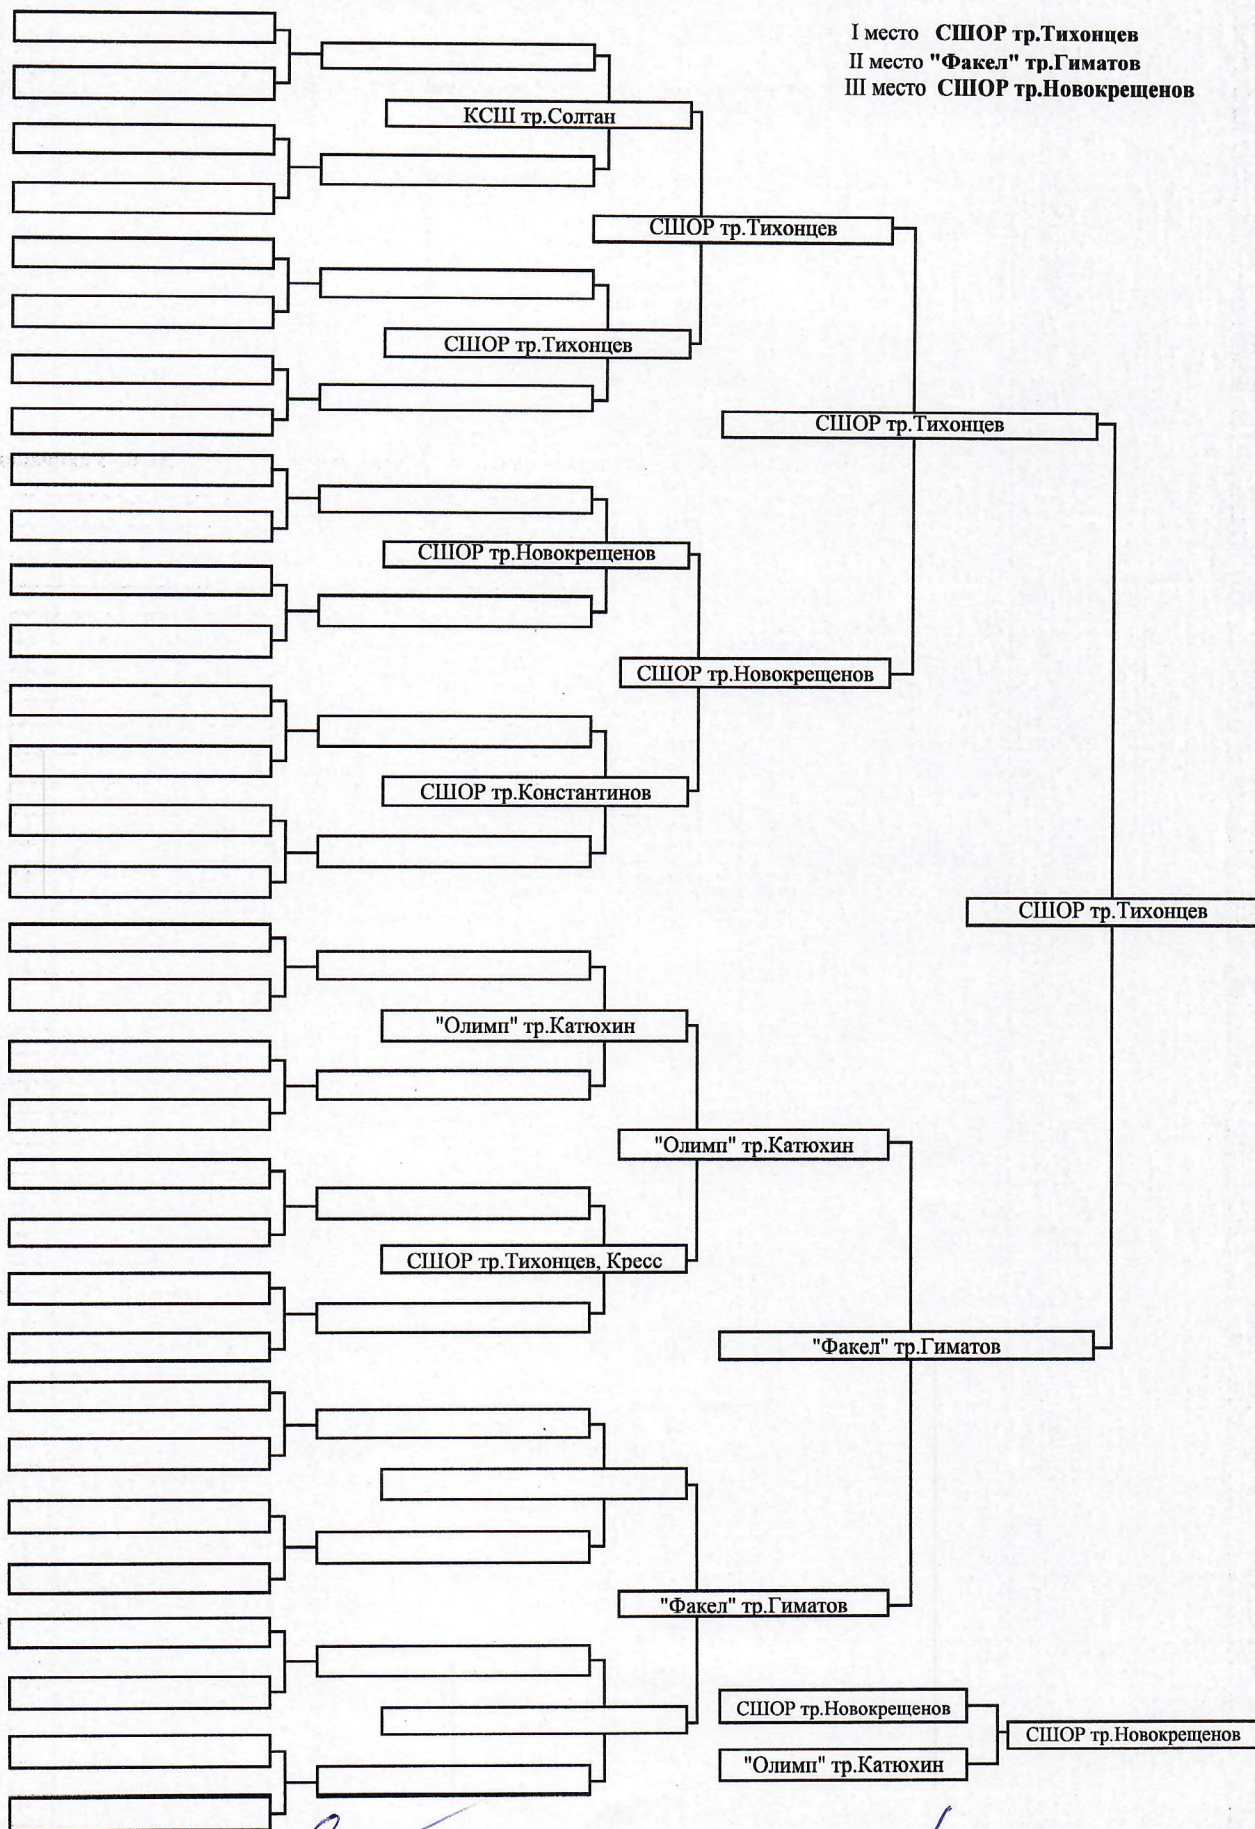 I место СШОР тр.Тихонцев
II место "Факел" тр.Гиматов
III место СШОР тр.Новокрещенов
КСШ тр.Солтан
СШОР тр.Тихонцев
СШОР тр.Тихонцев
СШОР тр.Тихонцев
СШОР тр.Новокрещенов
СШОР тр.Новокрещенов
СШОР тр.Константинов
СШОР тр.Тихонцев
"Олимп" тр.Катюхин
"Олимп" тр.Катюхин
СШОР тр.Тихонцев, Кресс
"Факел" тр.Гиматов
"Факел" тр.Гиматов
СШОР тр.Новокрещенов
СШОР тр.Новокрещенов
"Олимп" тр.Катюхин